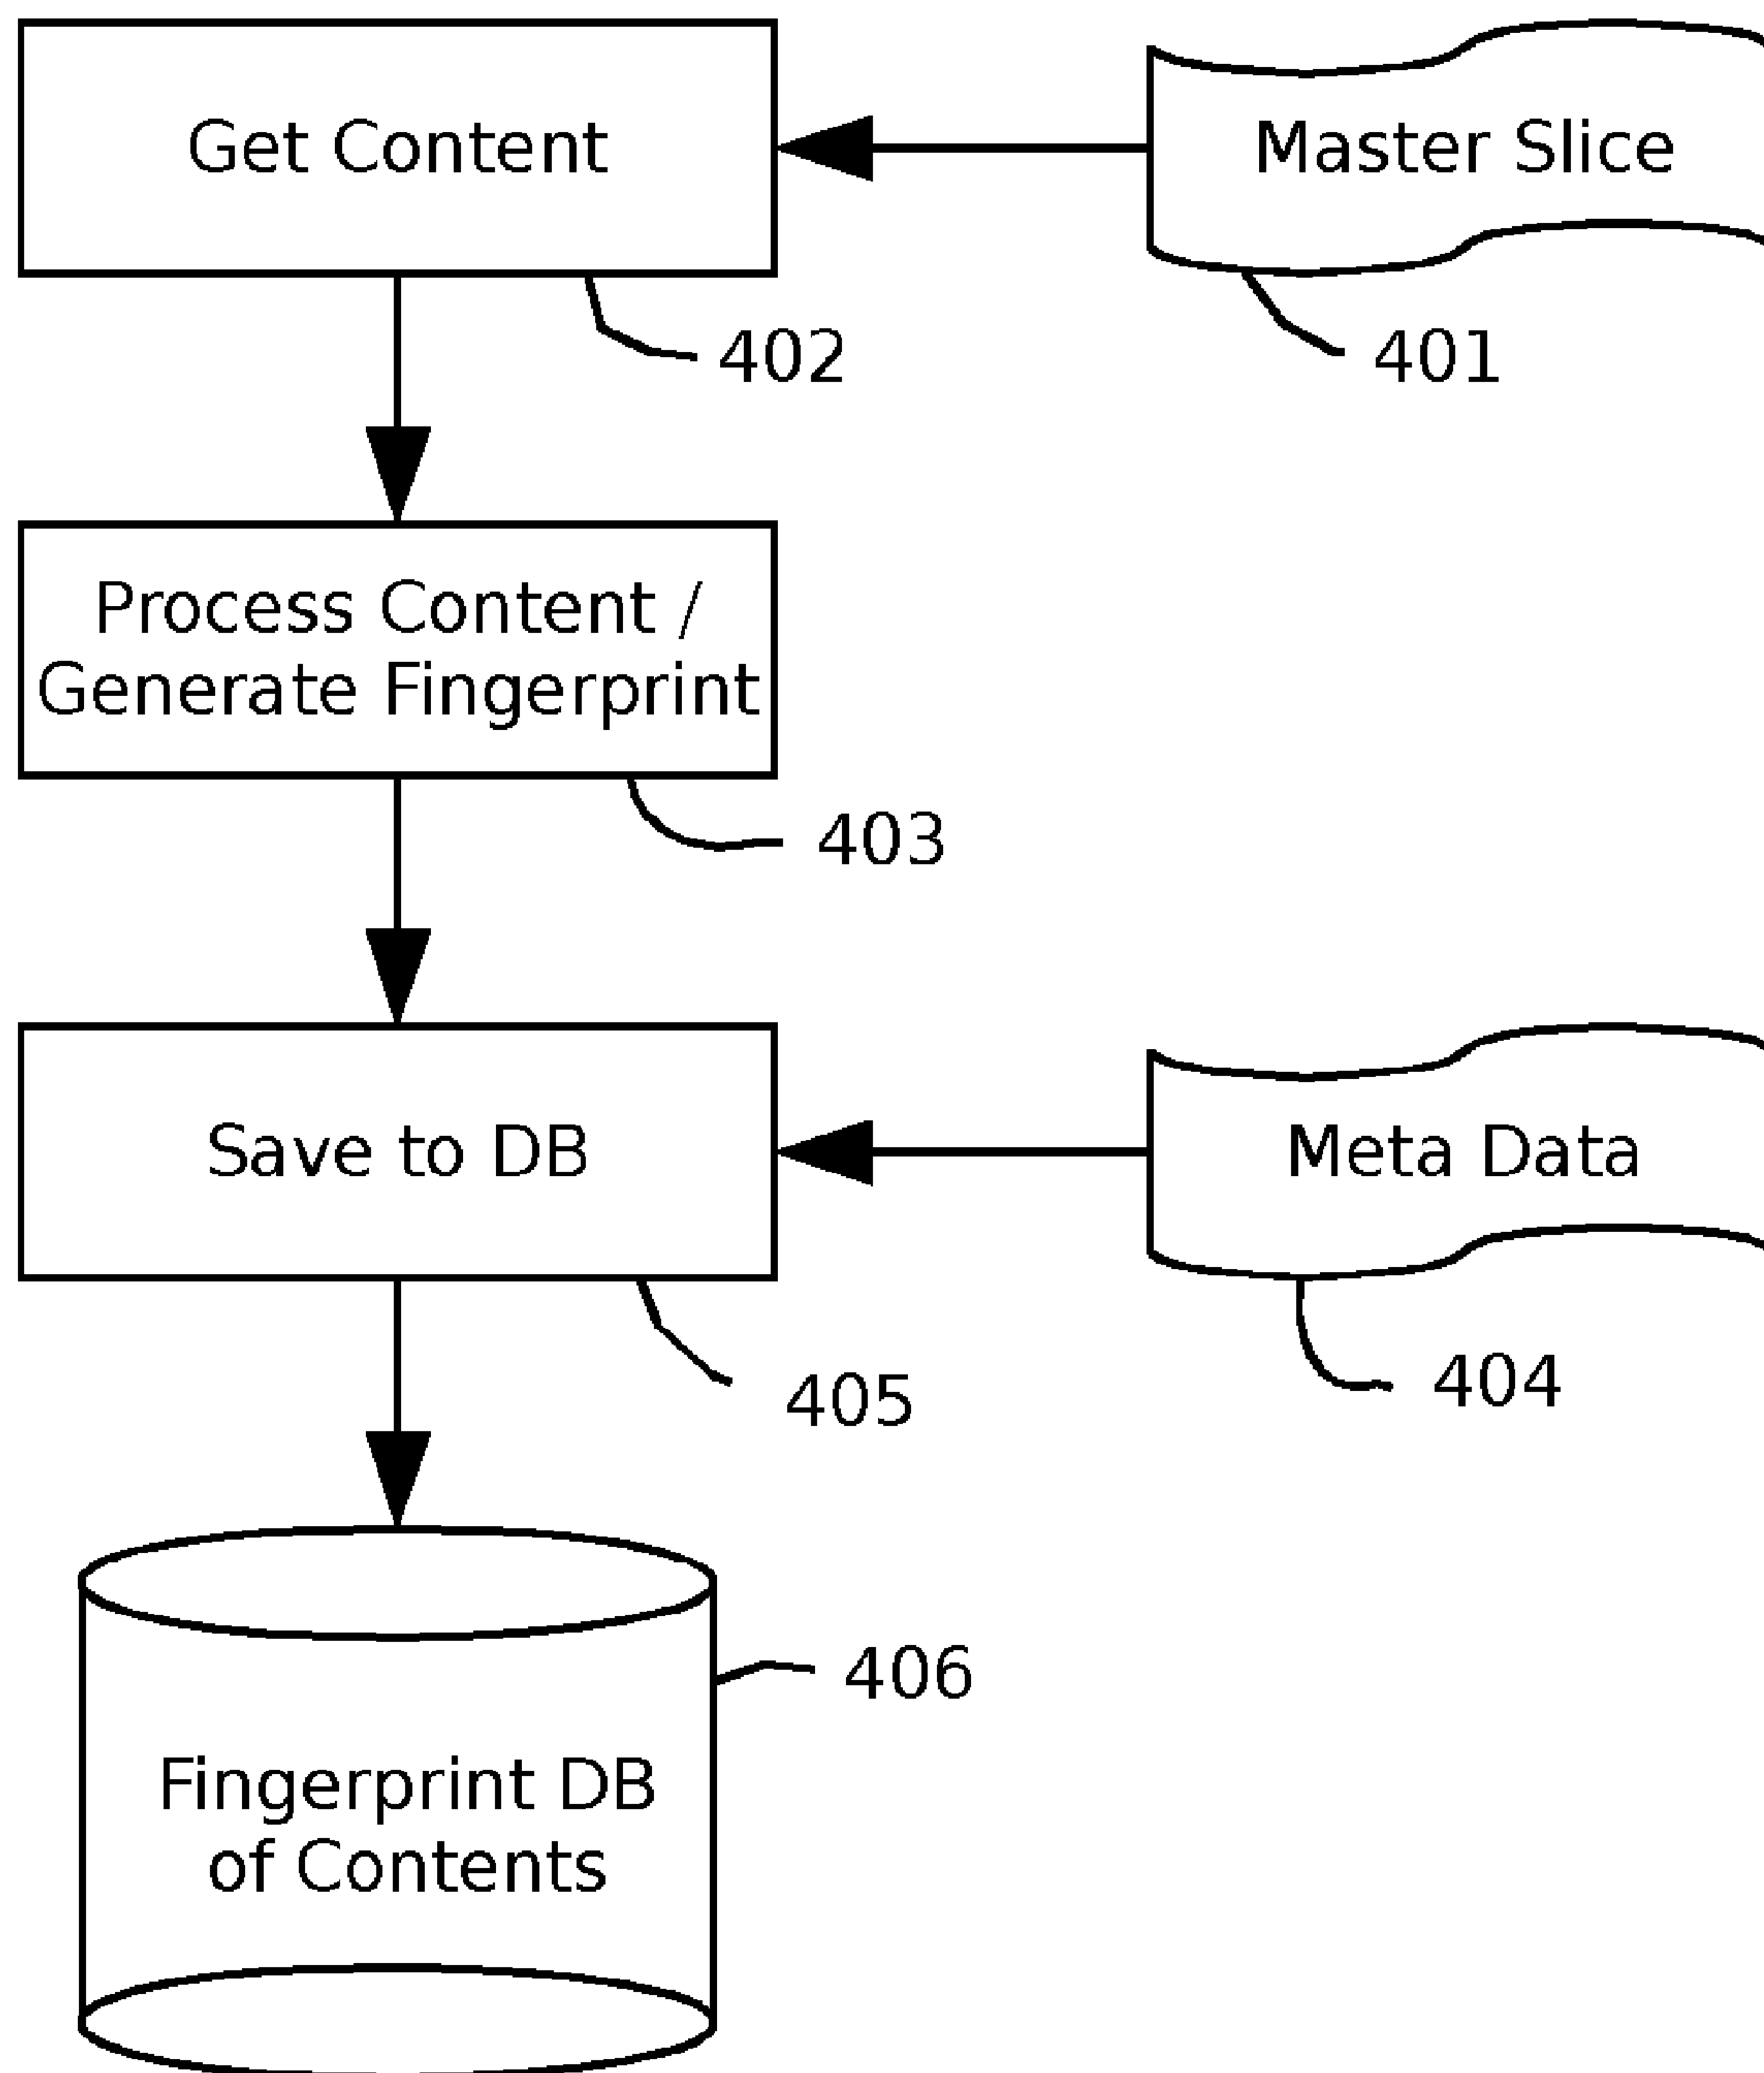 Get Content
Master Slice
402
401
Process Content /
Generate Fingerprint
403
Save to DB
Meta Data
405
404
406
Fingerprint DB
of Contents